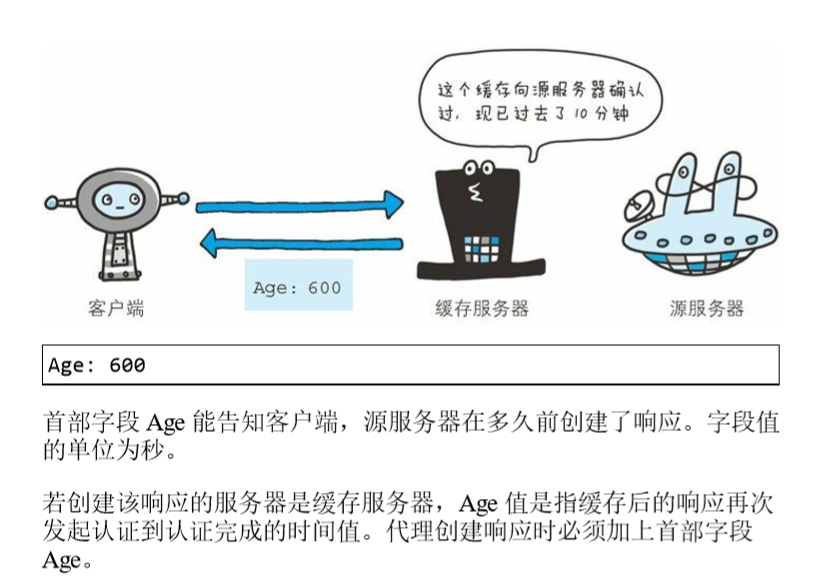 这个缓存向源服务器确认
过，现已过去了10分钟
Age: 600
客户端
缓存服务器
源服务器
Age: 600
首部字段 Age 能告知客户端，源服务器在多久前创建了响应。字段值
的单位为秒。
若创建该响应的服务器是缓存服务器，Age 值是指缓存后的响应再次
发起认证到认证完成的时间值。代理创建响应时必须加上首部字段
Age。